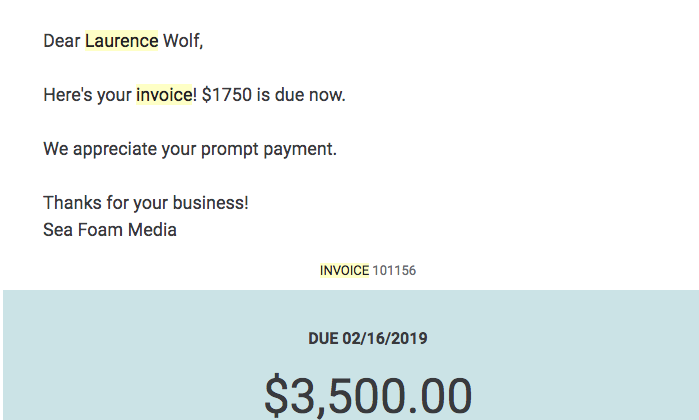 Dear Laurence Wolf,
Here's your invoice! $1750 is due now.
We appreciate your prompt payment.
Thanks for your business!
Sea Foam Media
INVOICE 101156
DUE 02/16/2019
$3,500.00